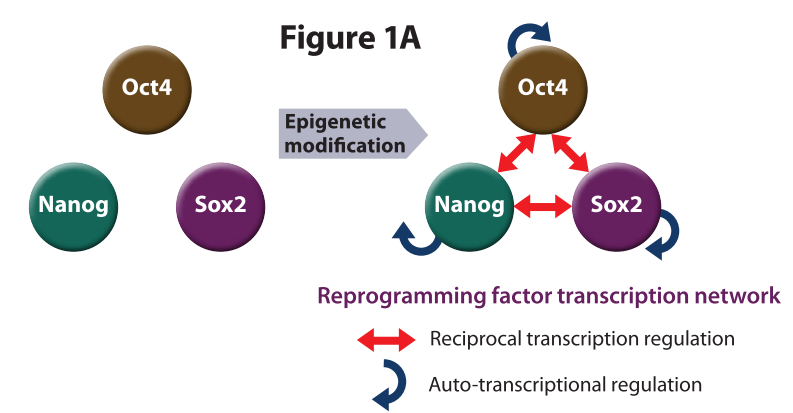 Figure 1A
Oct4
Nanog
Sox2
Epigenetic
modification
Oct4
Nanog
Sox2
Reprogramming factor transcription network
Reciprocal transcription regulation
Auto-transcriptional regulation